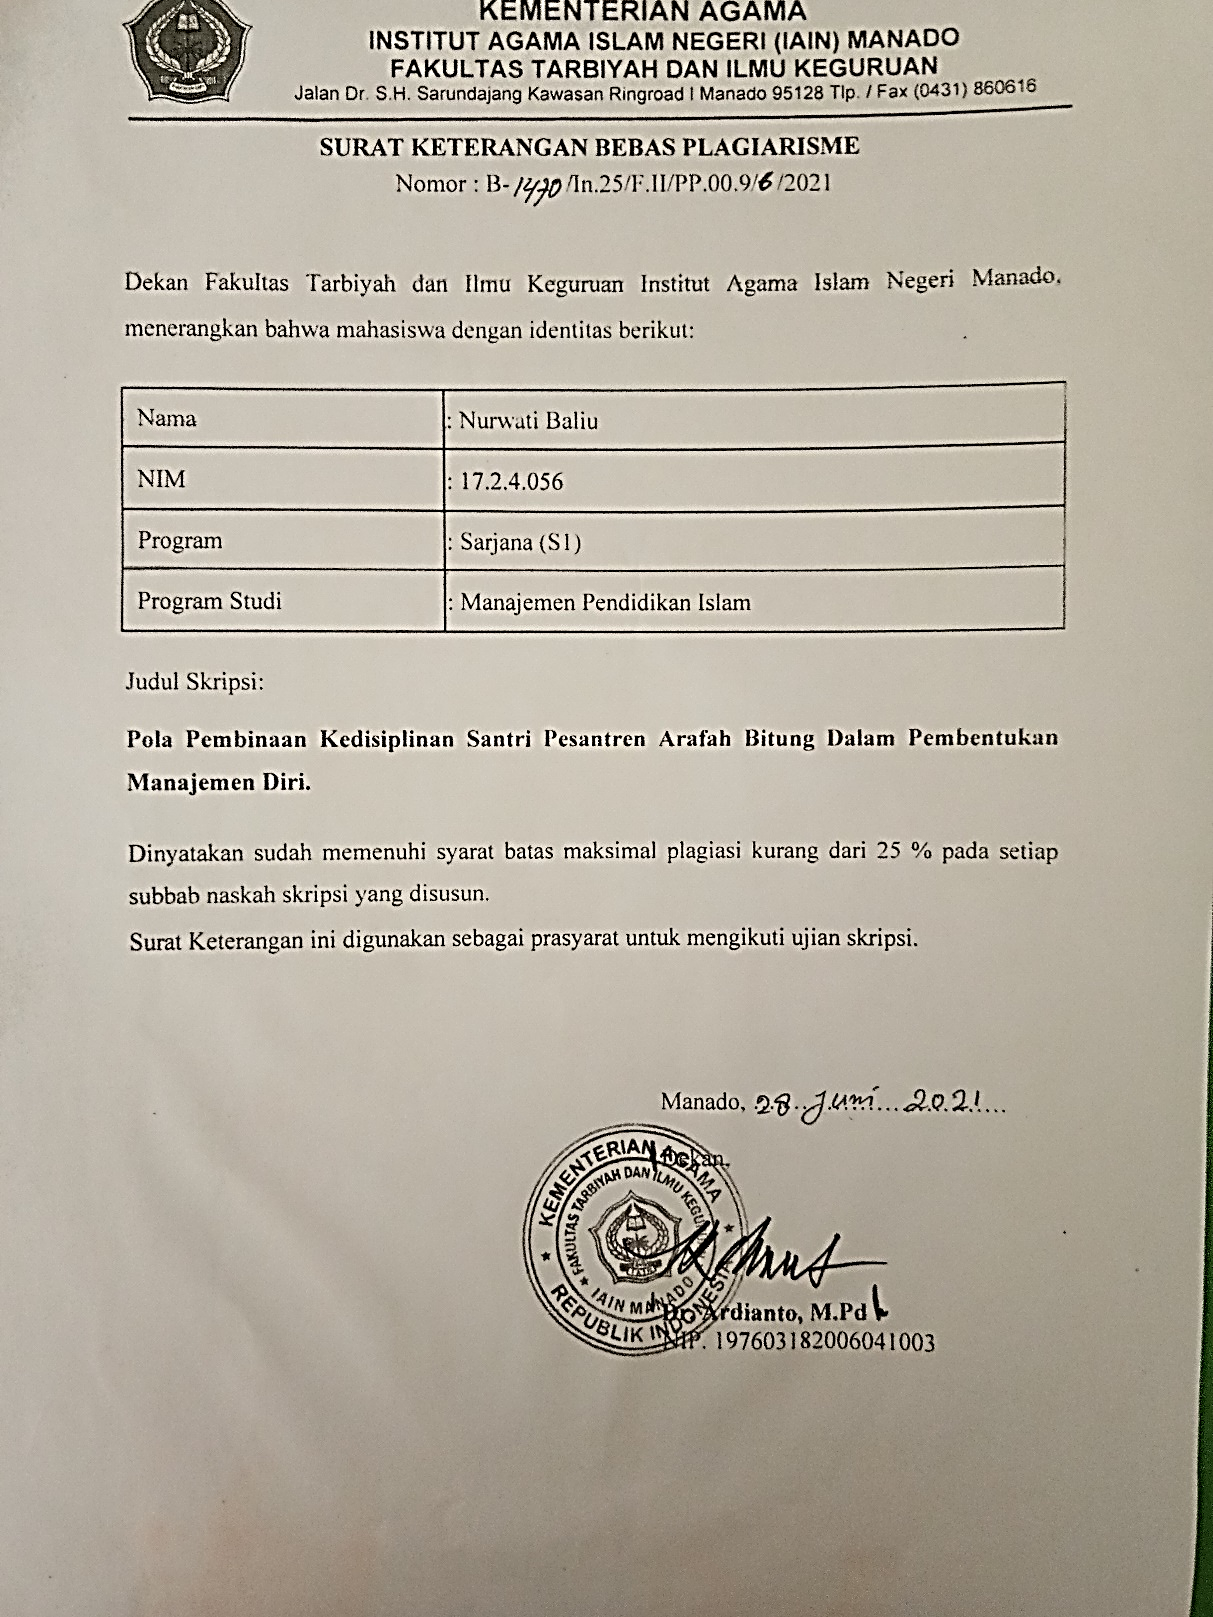 KEMENTERIAN AGAMA
INSTITUT AGAMA ISLAM NEGERI (IAIN) MANADO
FAKULTAS TARBIYAH DAN ILMU KEGURUAN
Jalan Dr. S.H. Sarundajang Kawasan Ringroad I Manado 95128 Tlp. / Fax (0431) 860616
SURAT KETERANGAN BEBAS PLAGIARISME
Nomor : B-1470/In.25/F.II/PP.00.9/6/2021
Dekan Fakultas Tarbiyah dan Ilmu Keguruan Institut Agama Islam Negeri Manado,
menerangkan bahwa mahasiswa dengan identitas berikut:
Nama : Nurwati Baliu
NIM : 17.2.4.056
Program : Sarjana (S1)
Program Studi : Manajemen Pendidikan Islam
Judul Skripsi:
Pola Pembinaan Kedisiplinan Santri Pesantren Arafah Bitung Dalam Pembentukan
Manajemen Diri.
Dinyatakan sudah memenuhi syarat batas maksimal plagiasi kurang dari 25 % pada setiap
subbab naskah skripsi yang disusun.
Surat Keterangan ini digunakan sebagai prasyarat untuk mengikuti ujian skripsi.
Manado, 28 Juni 2021
Dekan,
KEMENTERIAN AGAMA
FAKULTAS TARBIYAH DAN ILMU KEGURUAN
IAIN MANADO
REPUBLIK INDONESIA
Dr. Ardianto, M.Pd
NIP. 197603182006041003